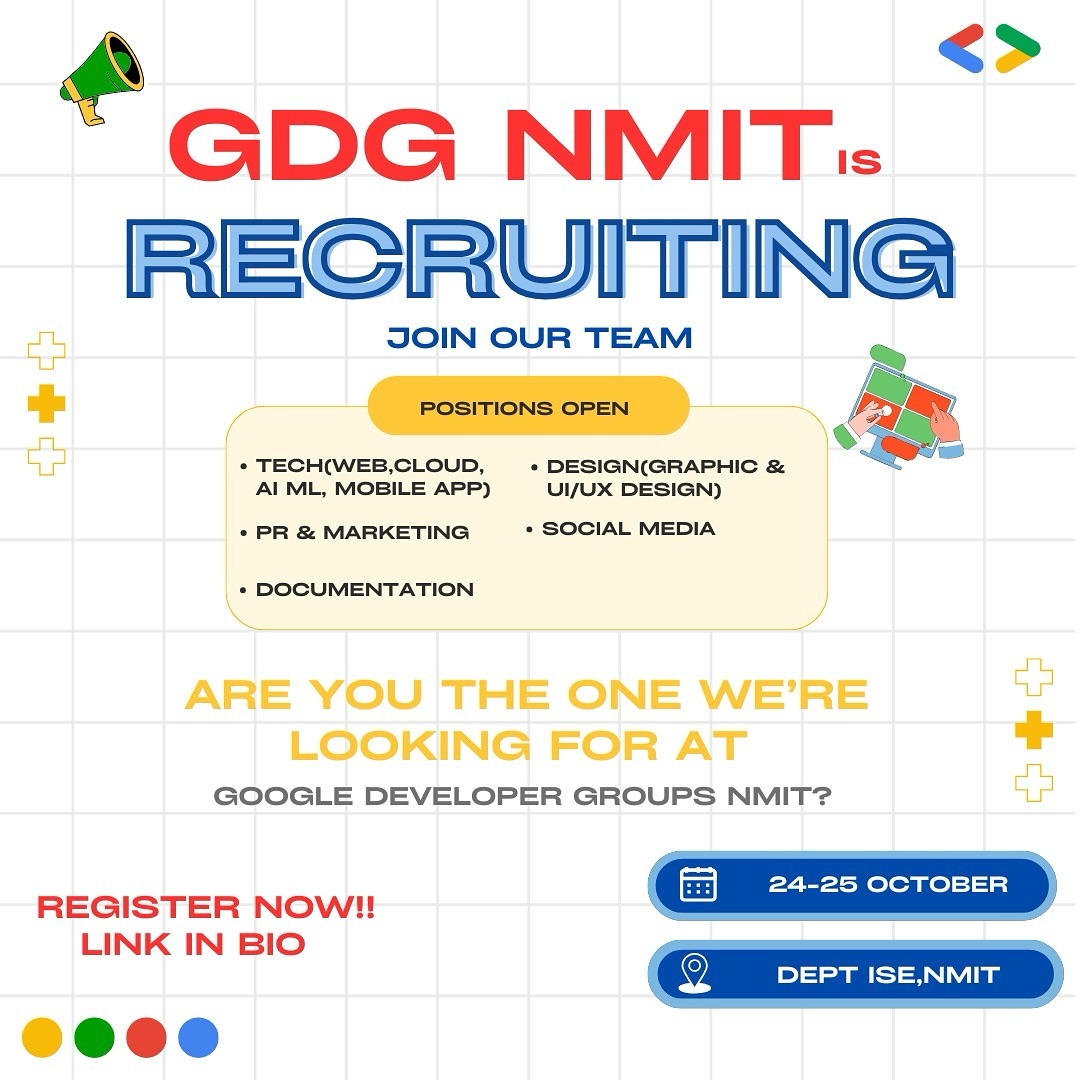 GDG NMIT IS
RECRUITING
JOIN OUR TEAM
POSITIONS OPEN
• TECH(WEB,CLOUD,
AI ML, MOBILE APP)
• PR & MARKETING
• DOCUMENTATION
• DESIGN(GRAPHIC &
UI/UX DESIGN)
• SOCIAL MEDIA
ARE YOU THE ONE WE’RE
LOOKING FOR AT
GOOGLE DEVELOPER GROUPS NMIT?
REGISTER NOW!!
LINK IN BIO
24-25 OCTOBER
DEPT ISE,NMIT